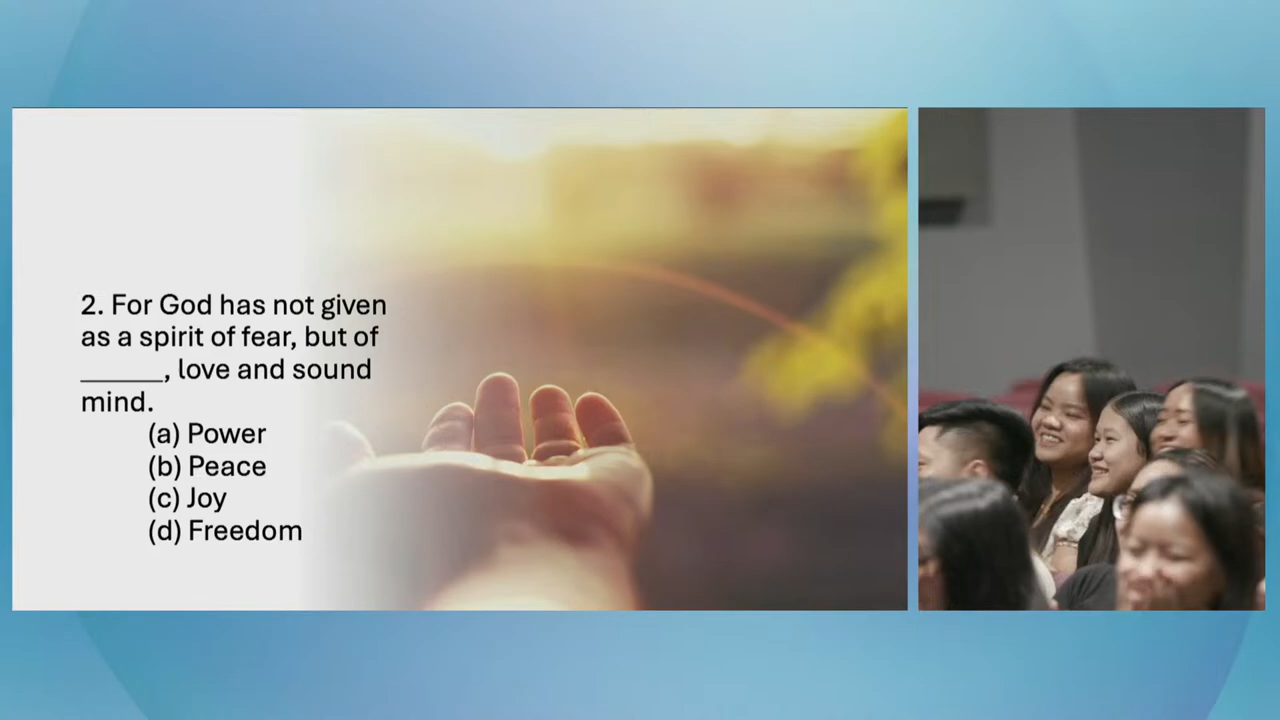 2. For God has not given
as a spirit of fear, but of
______, love and sound
mind.
(a) Power
(b) Peace
(c) Joy
(d) Freedom